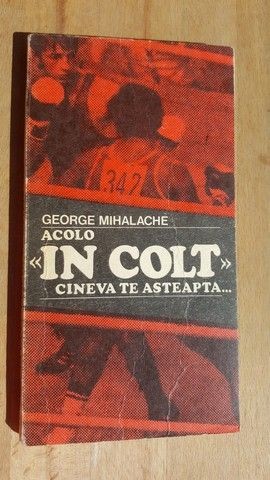 342
GEORGE MIHALACHE
ACOLO
«IN COLT»
CINEVA TE ASTEAPTA...